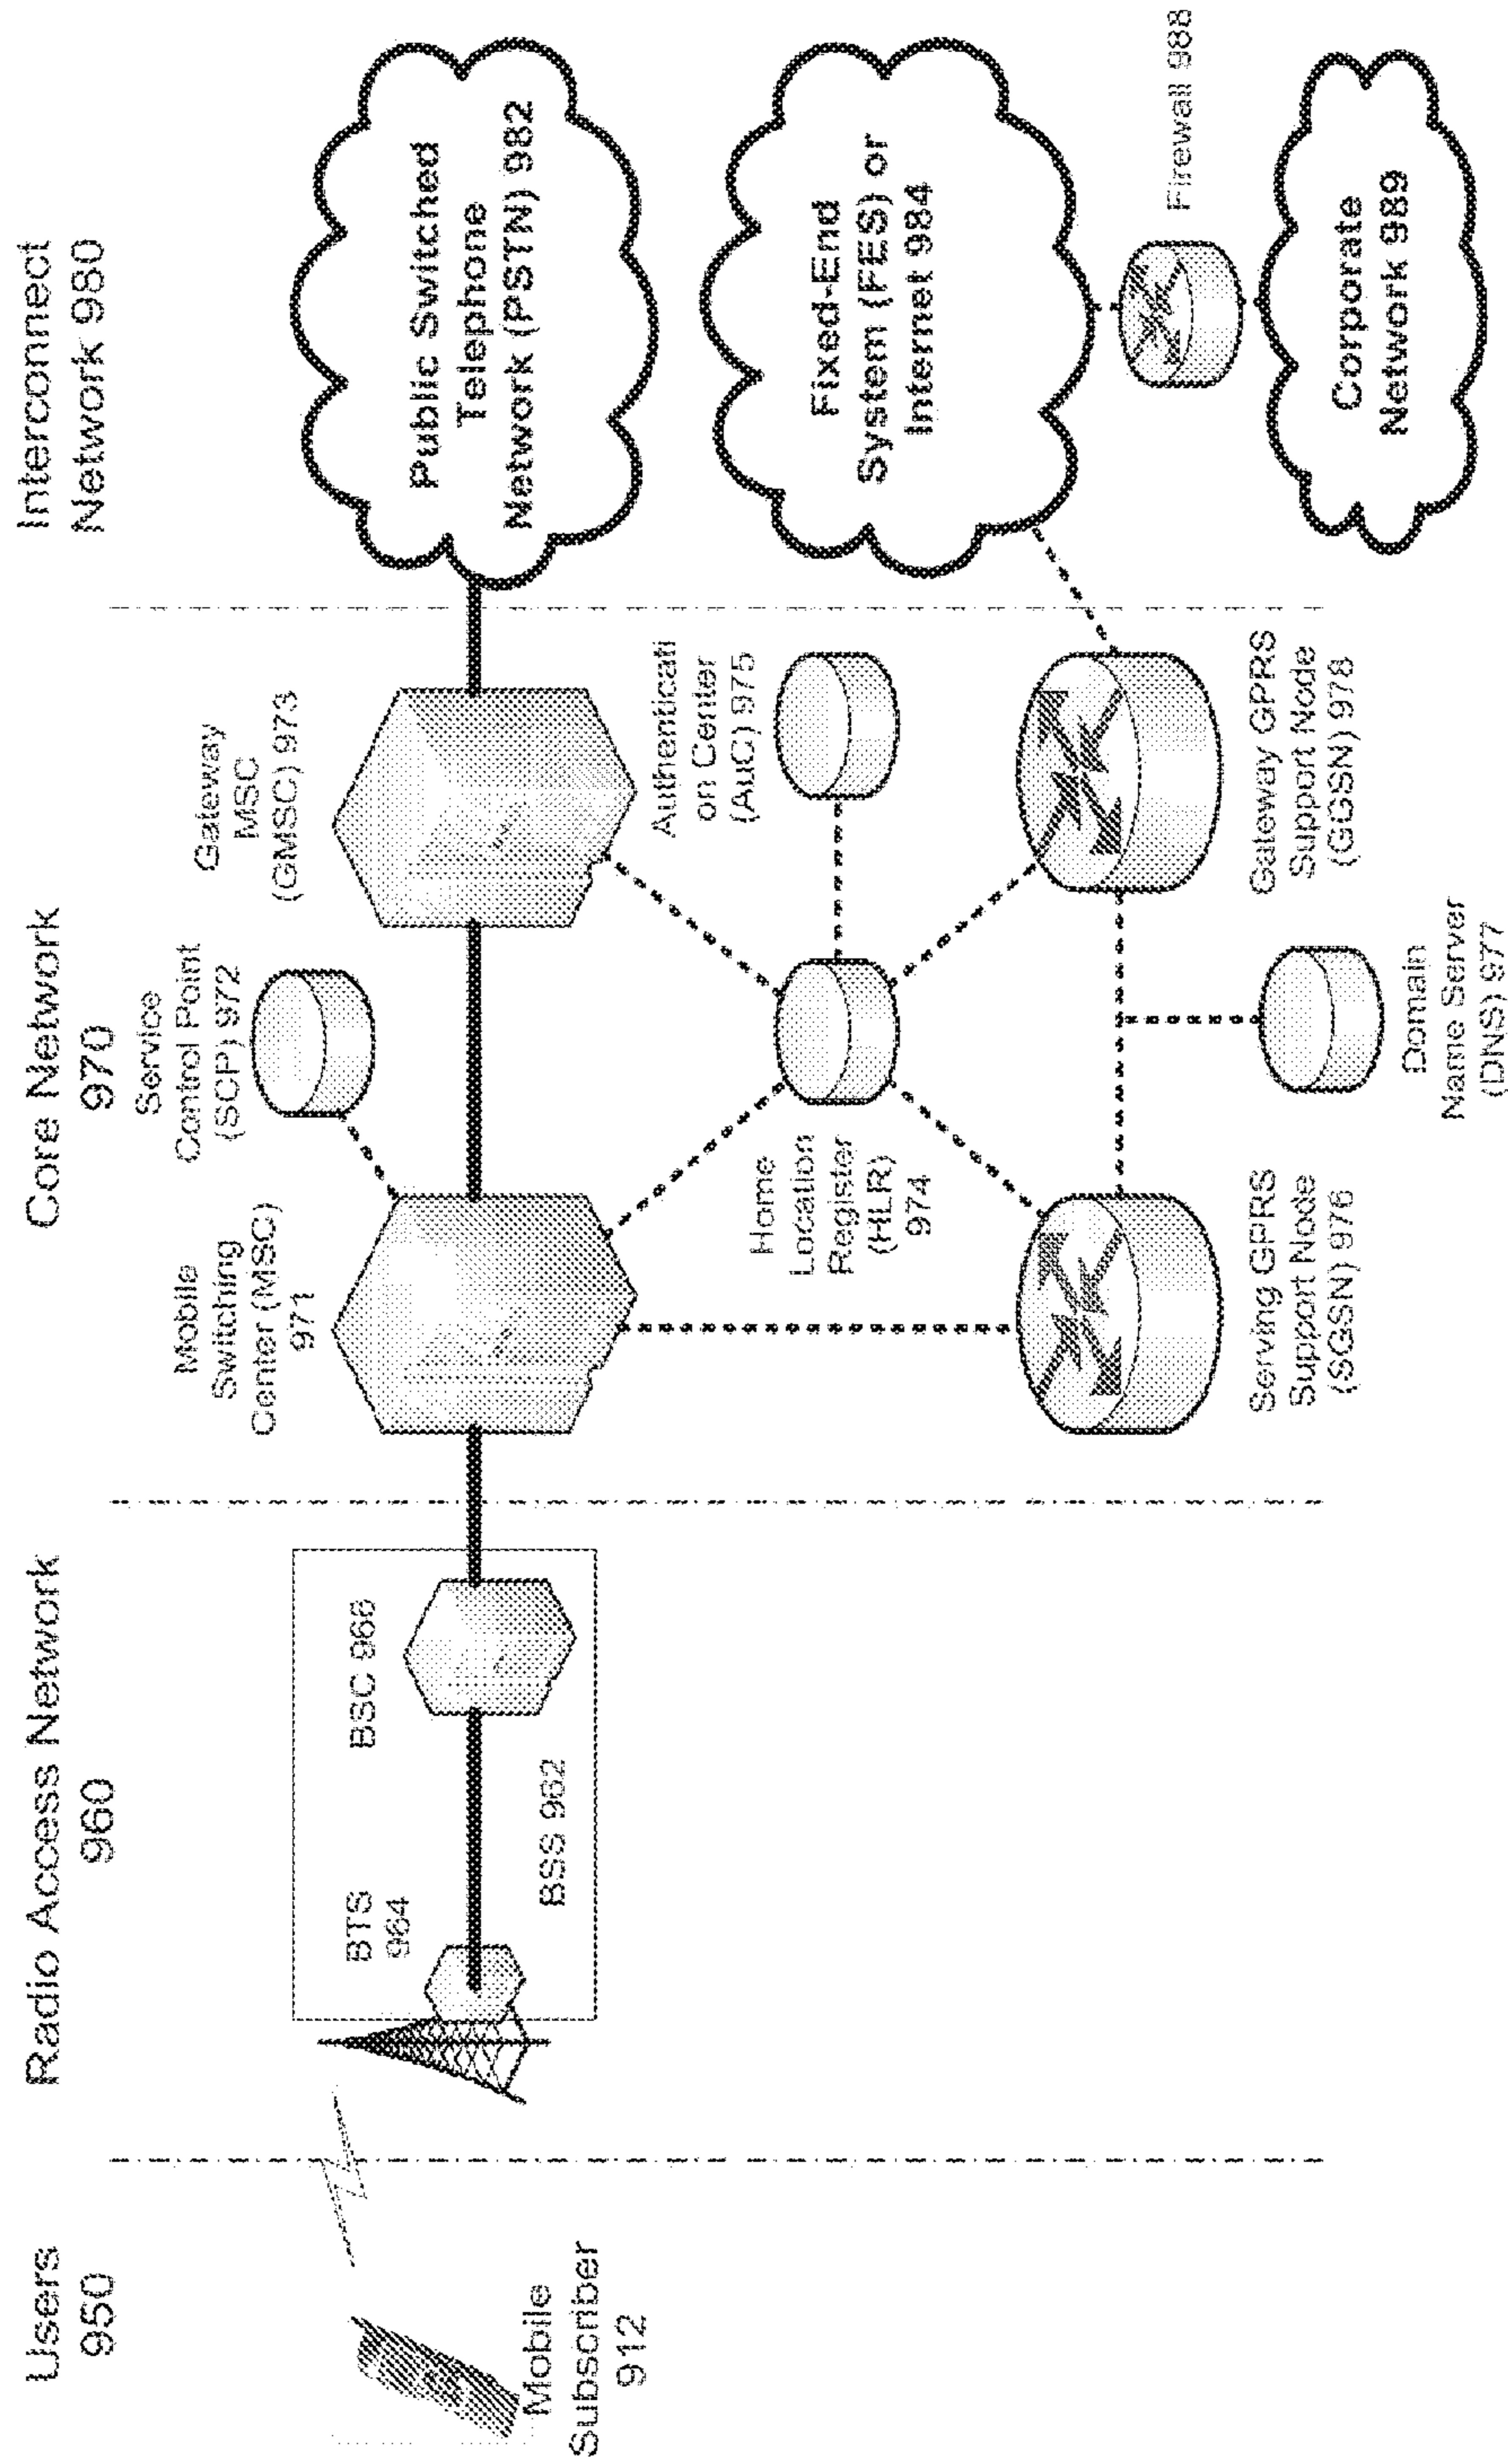 Users
950
Radio Access Network
960
Core Network
970
Interconnect
Network 980
Mobile
Subscriber
912
BTS
964
BSC 966
BSS 962
Mobile
Switching
Center (MSC)
971
Service
Control Point
(SCP) 972
Gateway
MSC
(GMSC) 973
Home
Location
Register
(HLR)
974
Authenticati
on Center
(AuC) 975
Serving GPRS
Support Node
(SGSN) 976
Domain
Name Server
(DNS) 977
Gateway GPRS
Support Node
(GGSN) 978
Public Switched
Telephone
Network (PSTN) 982
Fixed-End
System (FES) or
Internet 984
Firewall 988
Corporate
Network 989